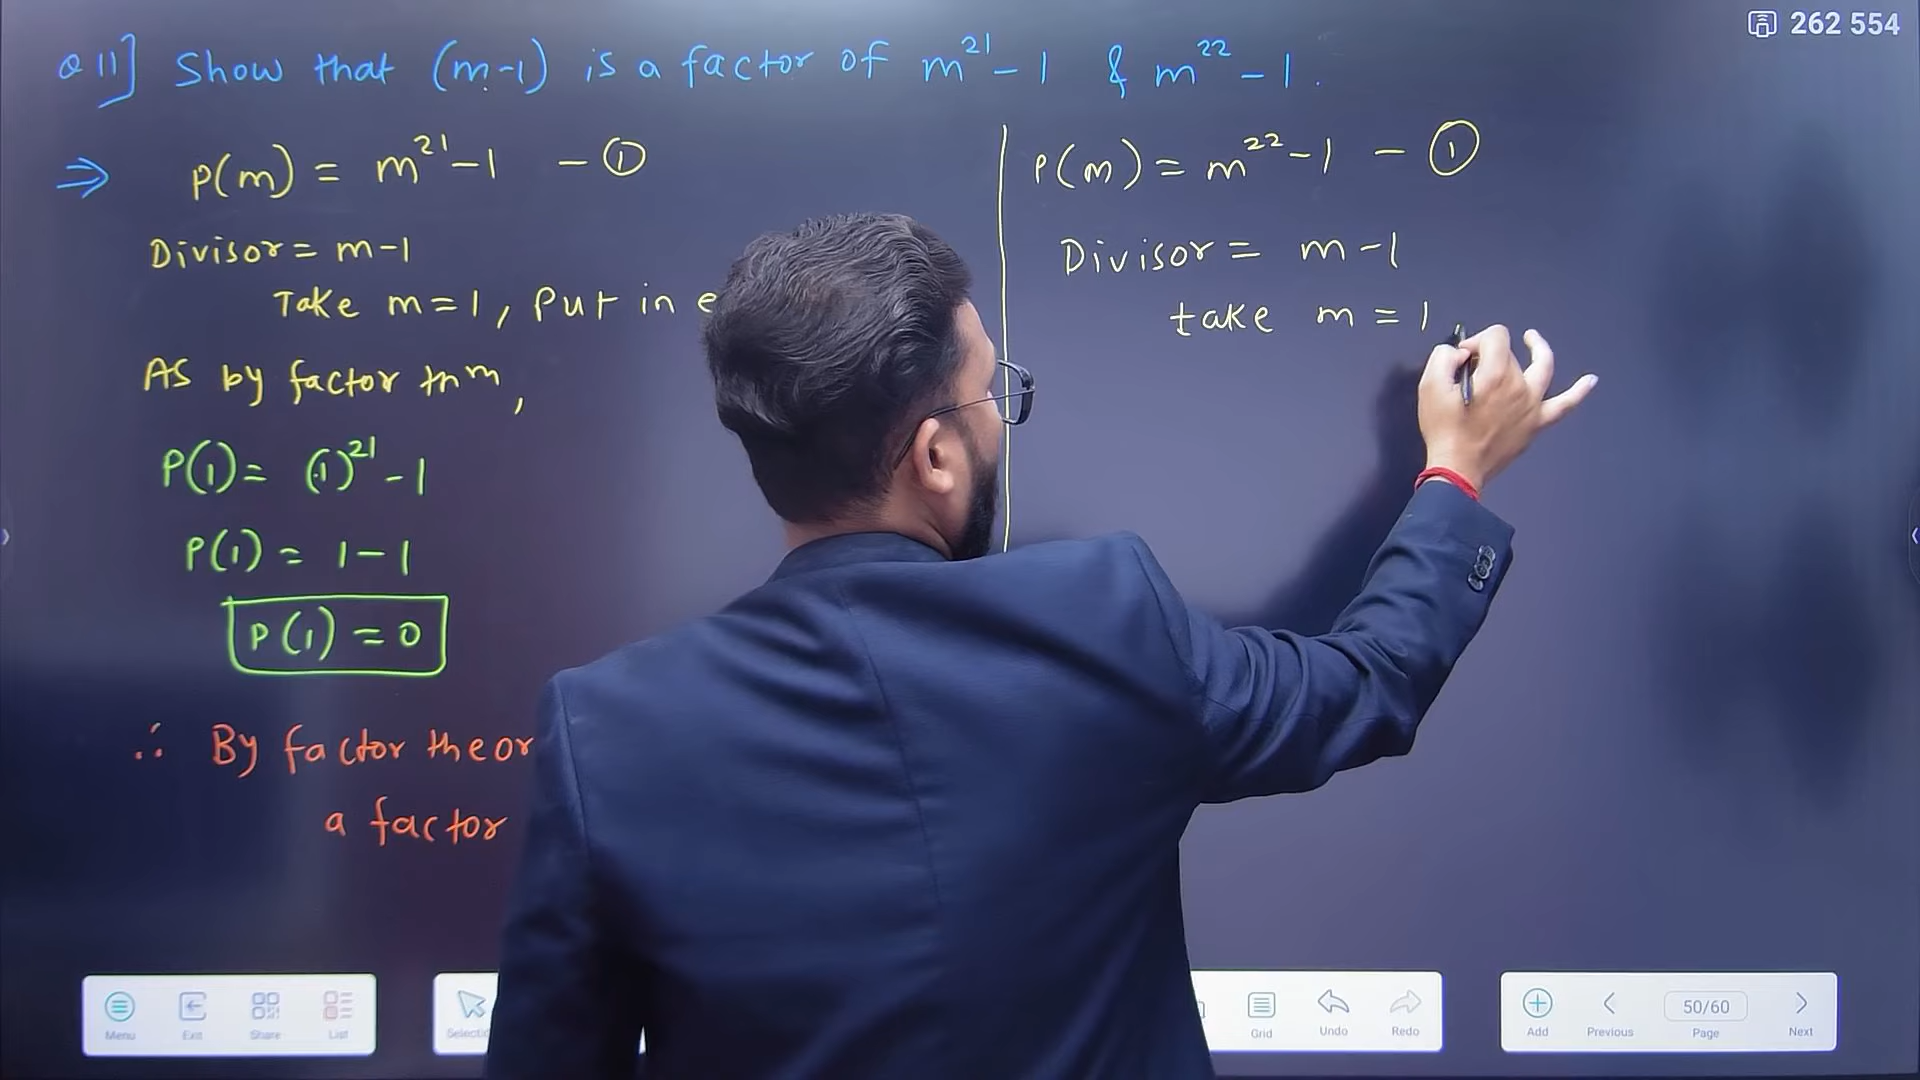 262 554
Q 11] Show that (m-1) is a factor of m²¹-1 & m²²-1.
⇒ P(m) = m²¹-1 - ①
Divisor = m-1
Take m=1, Put in
As by factor thm,
P(1) = (1)²¹-1
P(1) = 1-1
P(1) = 0
∴ By factor
a factor
P(m) = m²²-1 - ①
Divisor = m-1
take m = 1
Menu Exit Share List
Grid Undo Redo
Add Previous 50/60 Page Next